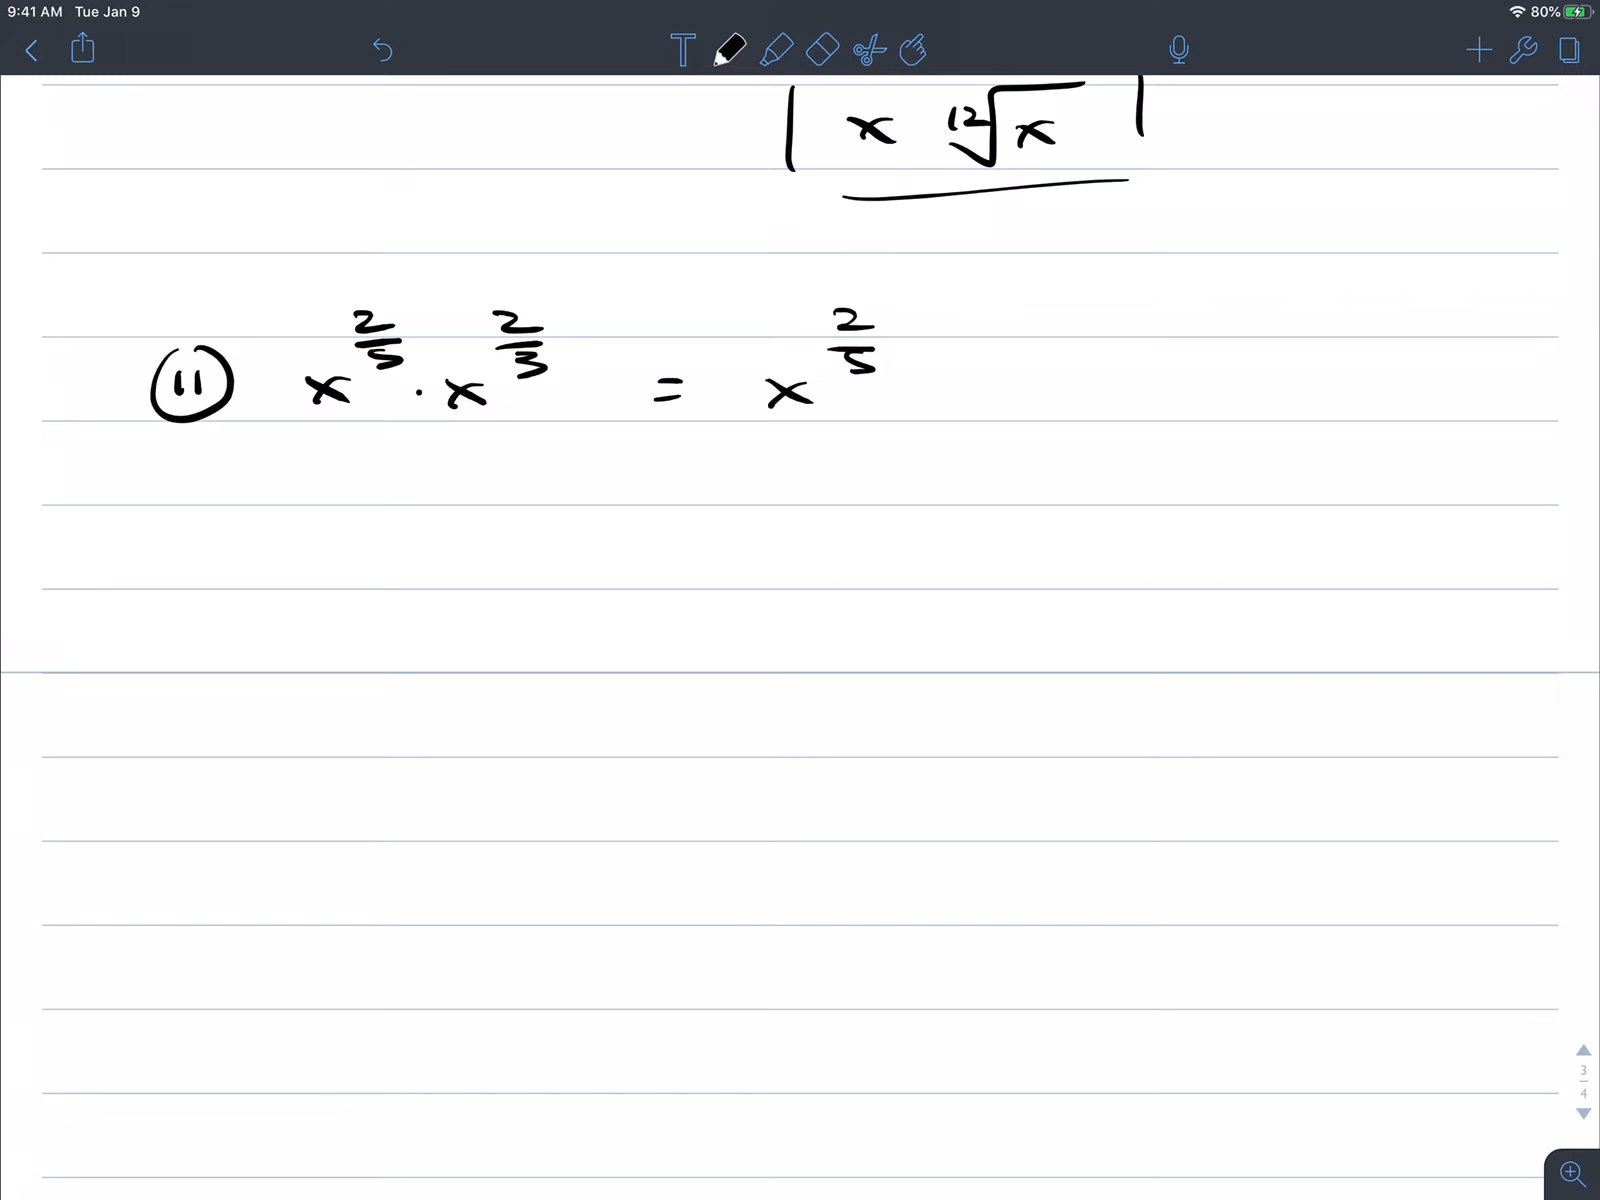 9:41 AM Tue Jan 9 80%
T
| x ¹²√x |
⑪ x^(2/5) · x^(2/3) = x^(2/5)
3
4